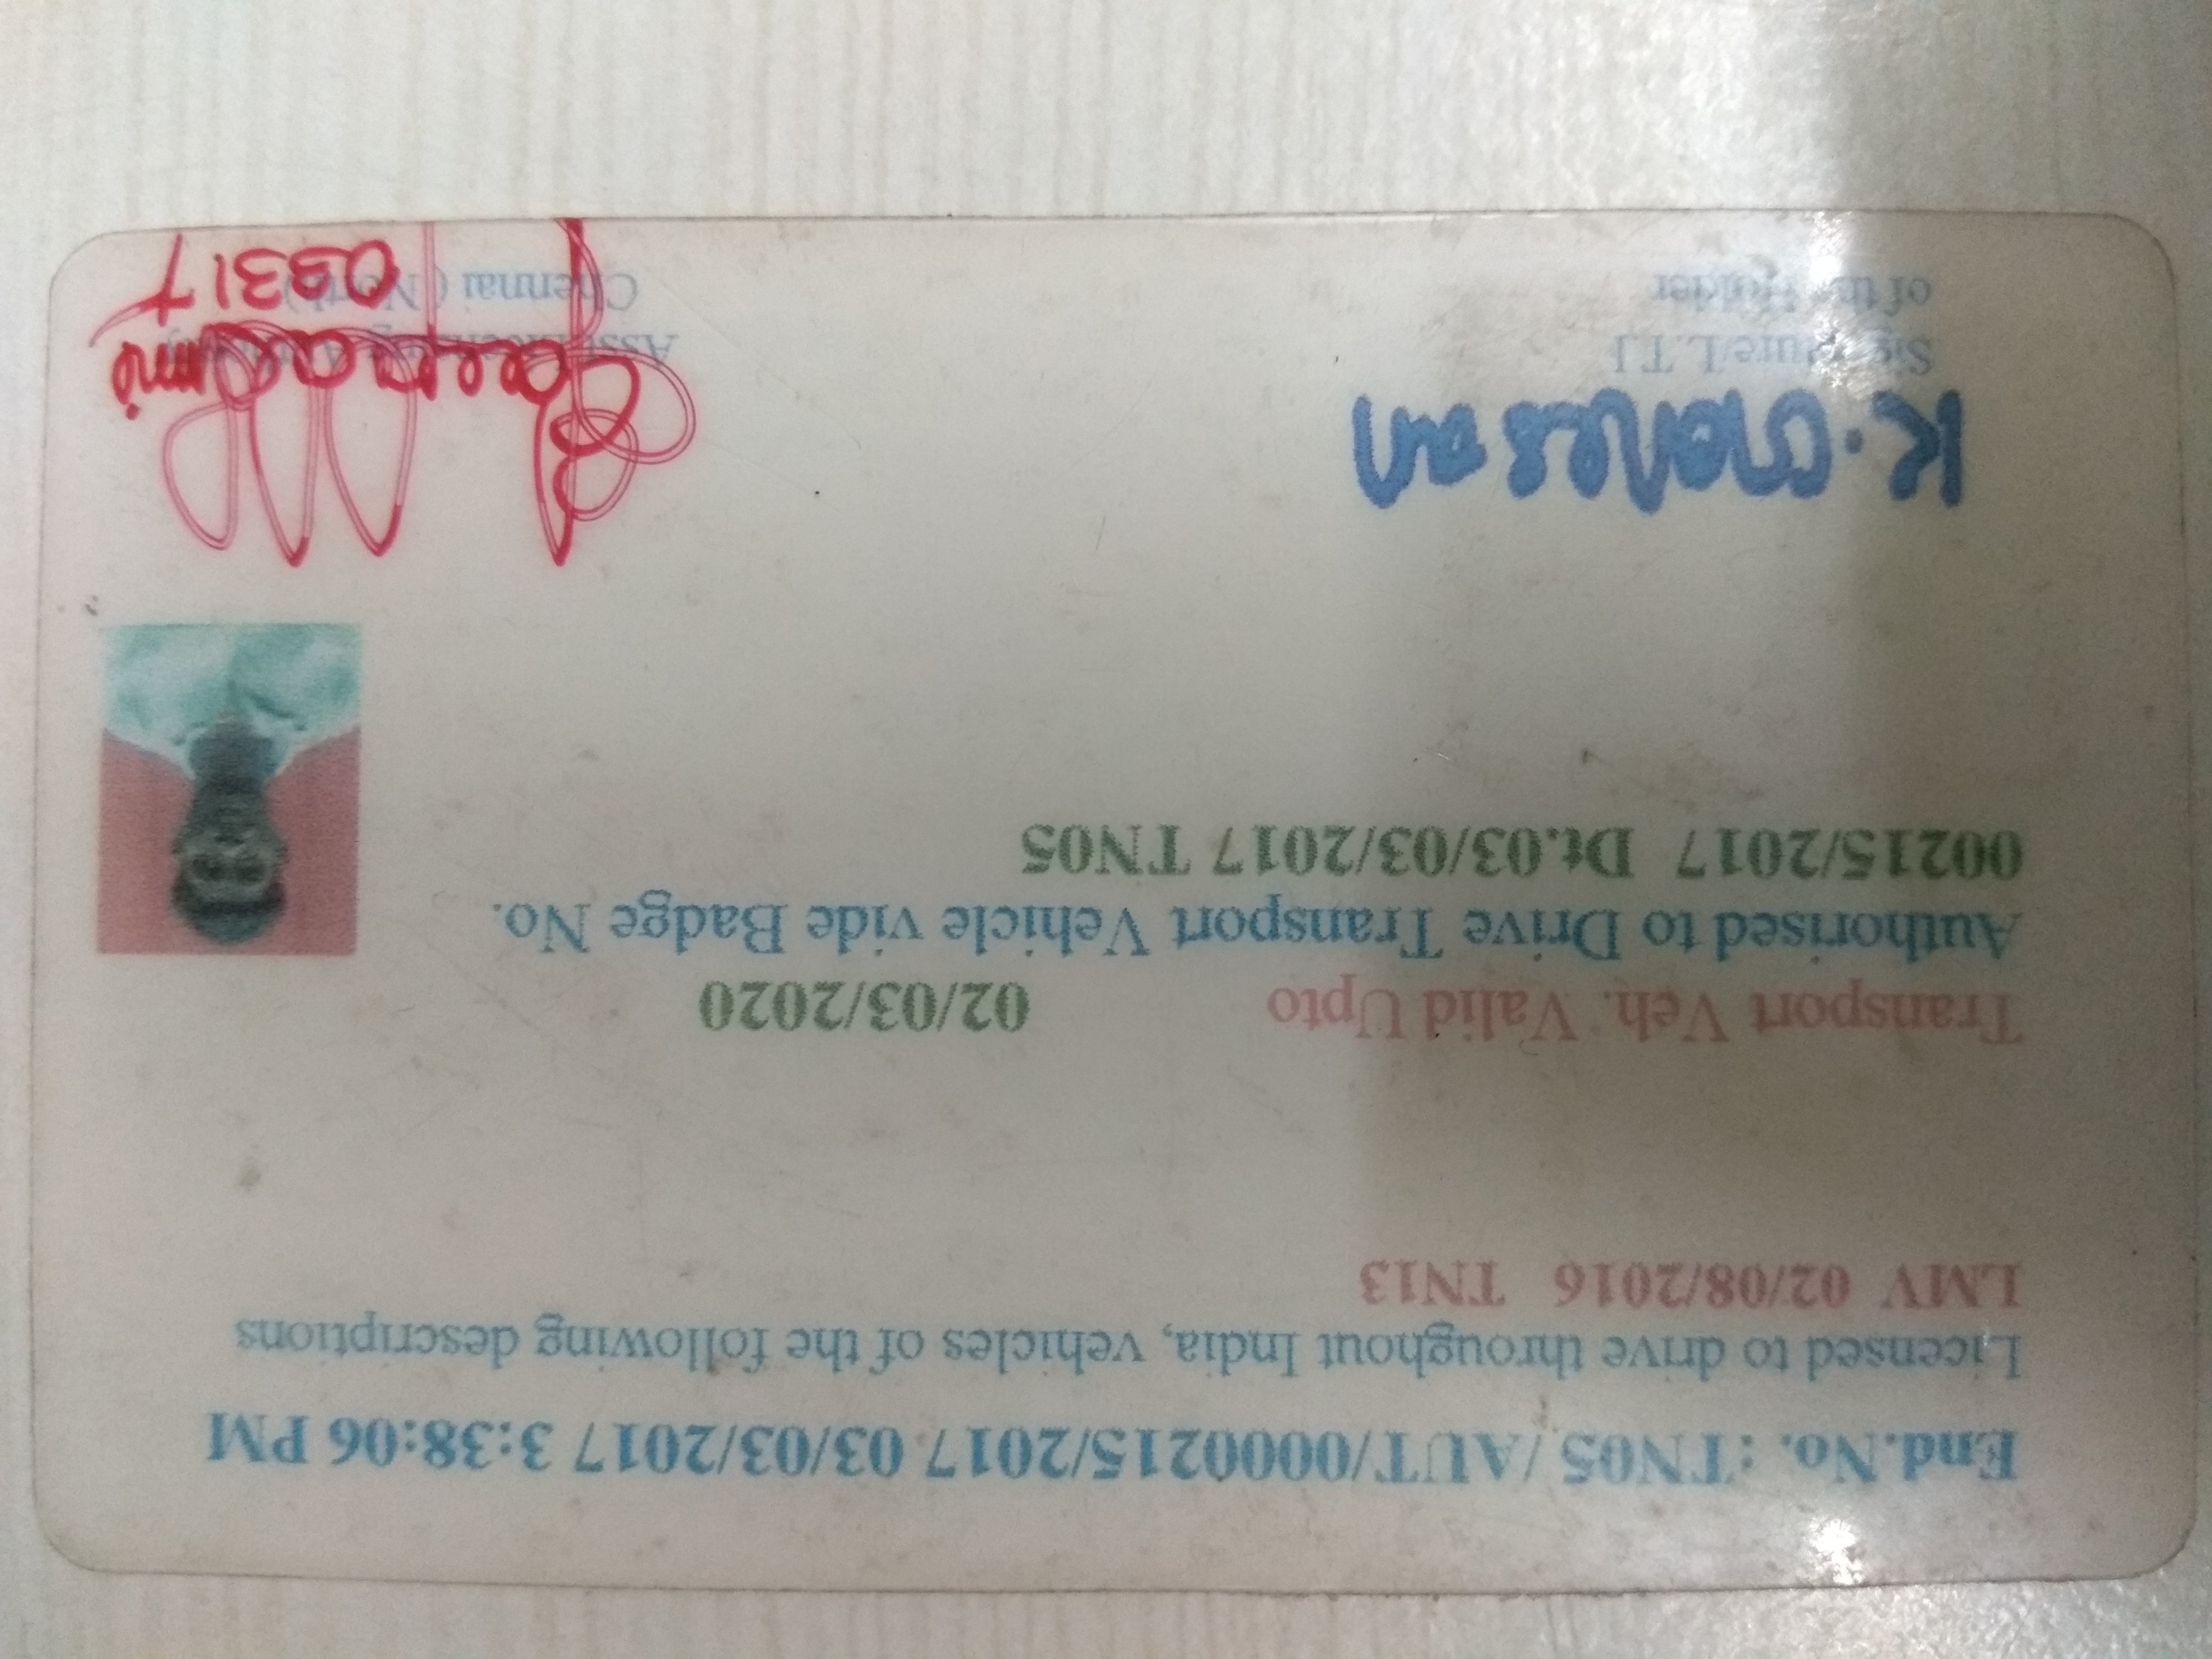 End.No. : TN05 / AUT/0000215/2017 03/03/2017 3:38:06 PM
Licensed to drive throughout India, vehicles of the following descriptions
LMV 02/08/2016 TN13
Transport Veh. Valid Upto 02/03/2020
Authorised to Drive Transport Vehicle vide Badge No.
00215/2017 Dt.03/03/2017 TN05
Signature/L.T.I
of the Holder
Chennai (North)